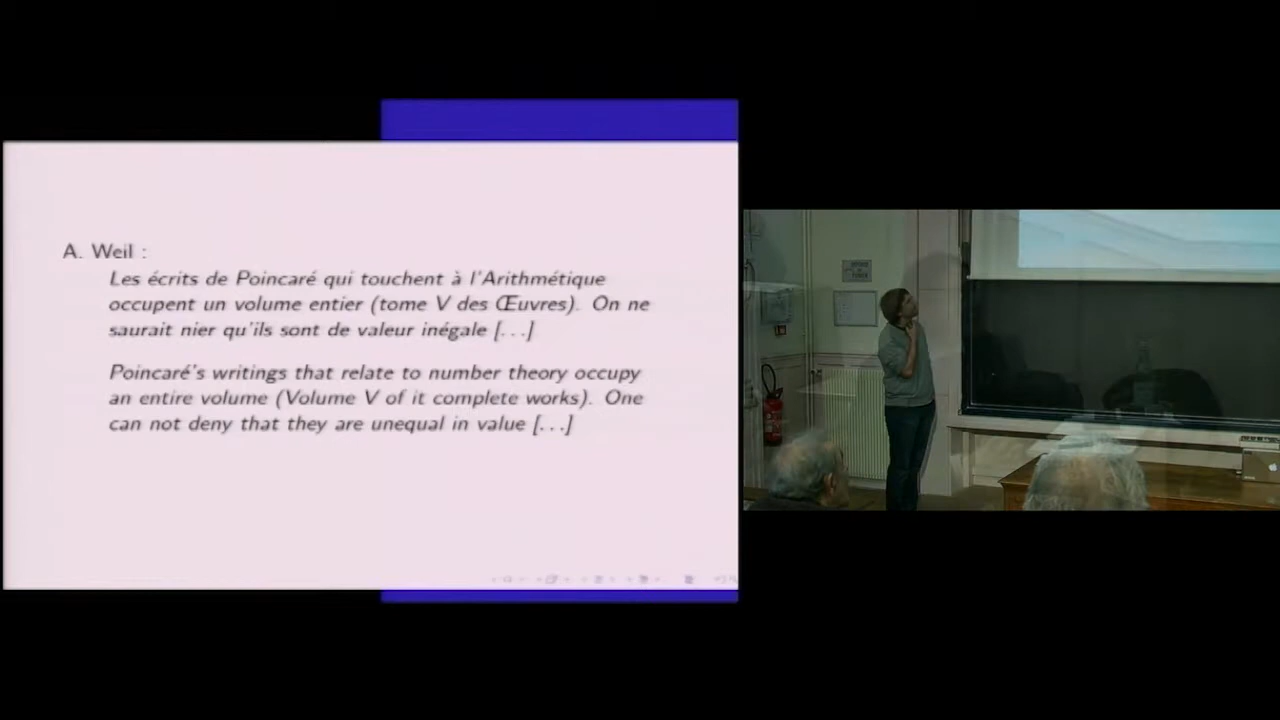 A. Weil :
Les écrits de Poincaré qui touchent à l'Arithmétique
occupent un volume entier (tome V des Œuvres). On ne
saurait nier qu'ils sont de valeur inégale [...]
Poincaré's writings that relate to number theory occupy
an entire volume (Volume V of it complete works). One
can not deny that they are unequal in value [...]